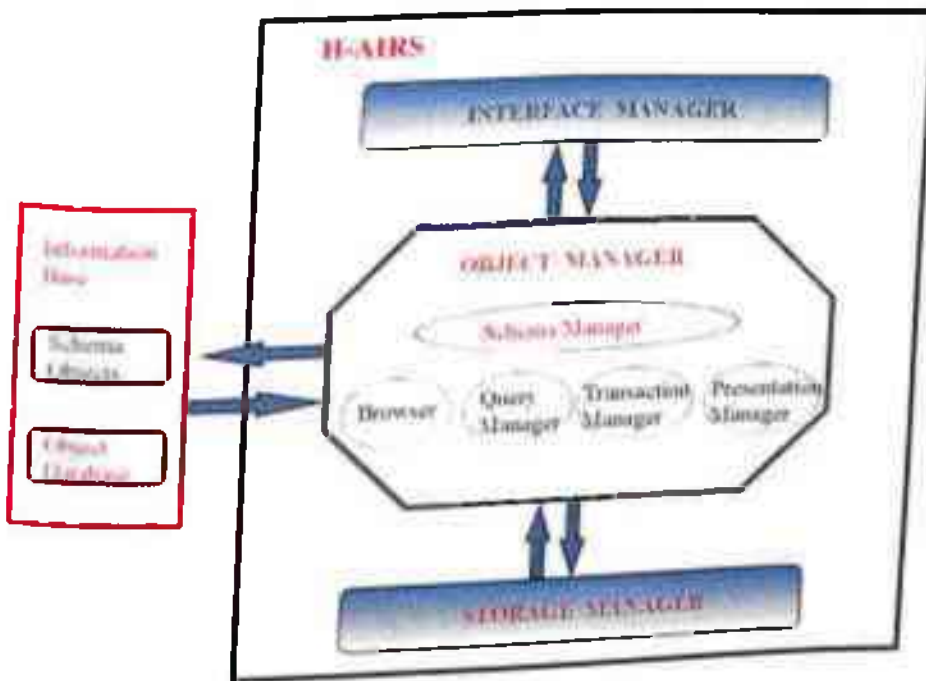 H-AIRS
INTERFACE MANAGER
Information
Base
OBJECT MANAGER
Schema Manager
Schema
Objects
Browser
Query
Manager
Transaction
Manager
Presentation
Manager
Object
Database
STORAGE MANAGER